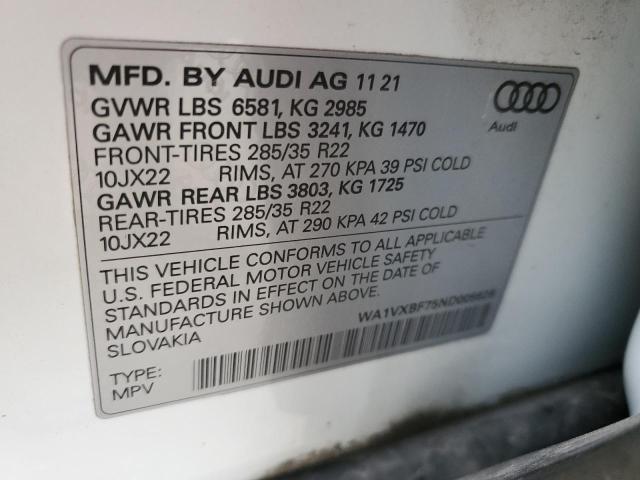 MFD. BY AUDI AG 11 21
GVWR LBS 6581, KG 2985
GAWR FRONT LBS 3241, KG 1470
FRONT-TIRES 285/35 R22
10JX22 RIMS, AT 270 KPA 39 PSI COLD
GAWR REAR LBS 3803, KG 1725
REAR-TIRES 285/35 R22
10JX22 RIMS, AT 290 KPA 42 PSI COLD
THIS VEHICLE CONFORMS TO ALL APPLICABLE
U.S. FEDERAL MOTOR VEHICLE SAFETY
STANDARDS IN EFFECT ON THE DATE OF
MANUFACTURE SHOWN ABOVE.
SLOVAKIA
TYPE:
MPV
Audi